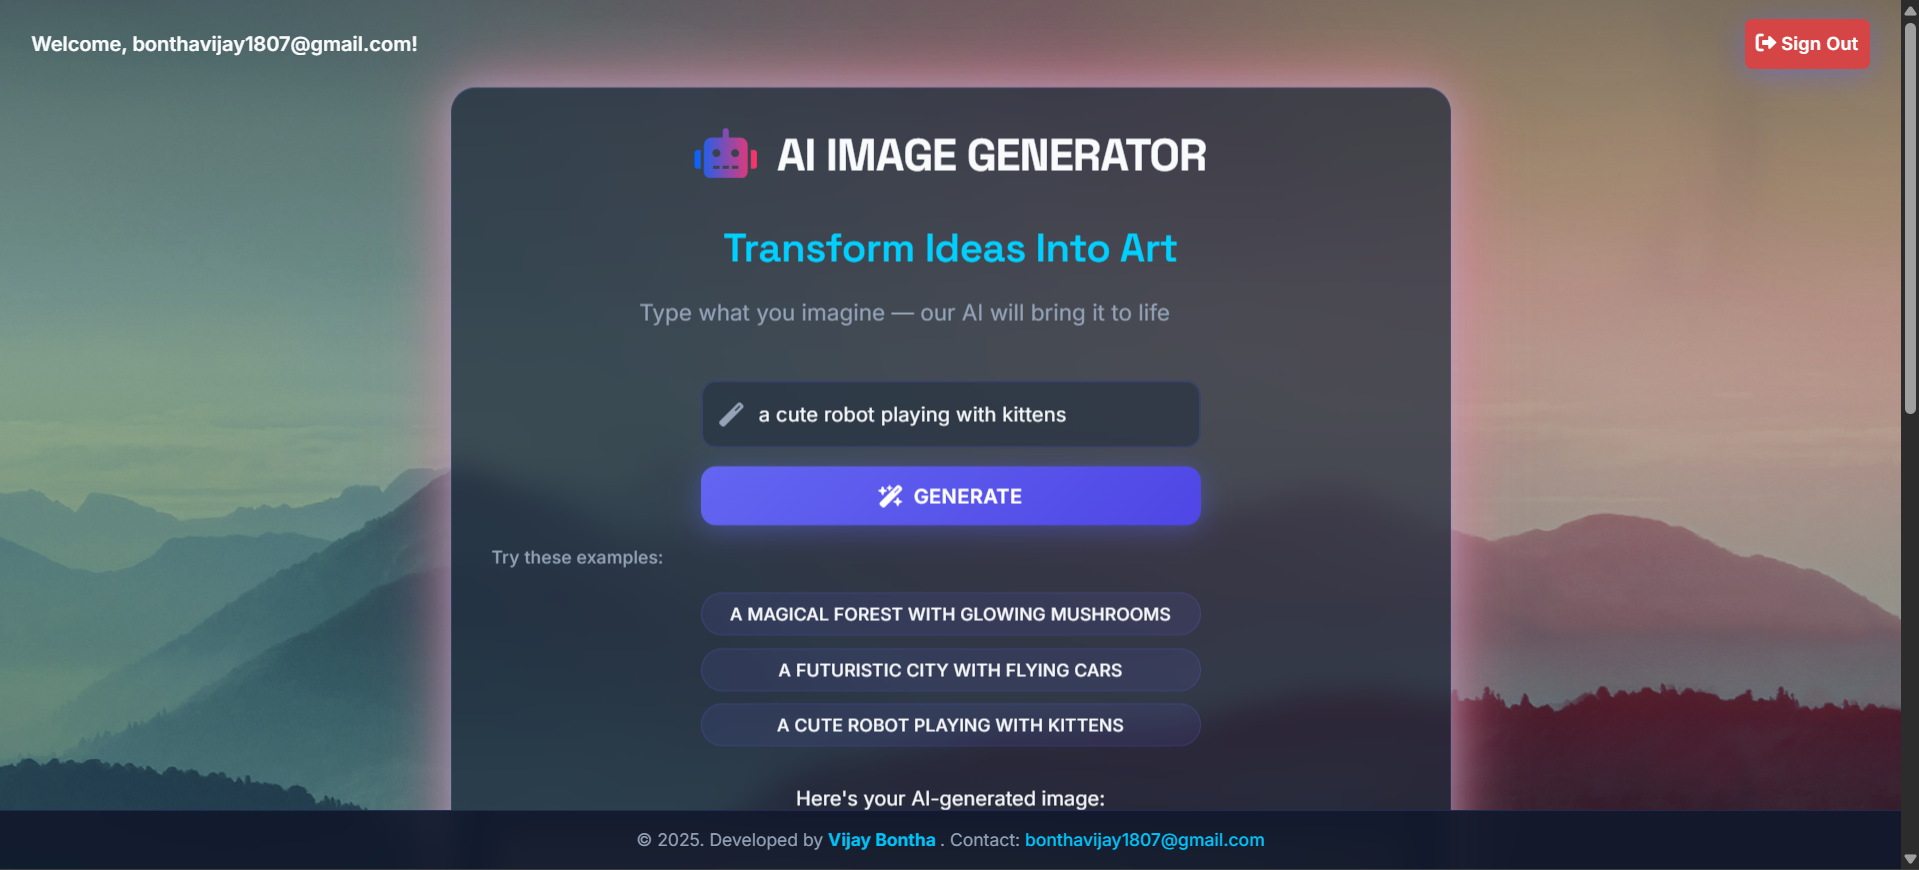 Welcome, bonthavijay1807@gmail.com!
Sign Out
AI IMAGE GENERATOR
Transform Ideas Into Art
Type what you imagine — our AI will bring it to life
a cute robot playing with kittens
GENERATE
Try these examples:
A MAGICAL FOREST WITH GLOWING MUSHROOMS
A FUTURISTIC CITY WITH FLYING CARS
A CUTE ROBOT PLAYING WITH KITTENS
Here's your AI-generated image:
© 2025. Developed by Vijay Bontha . Contact: bonthavijay1807@gmail.com